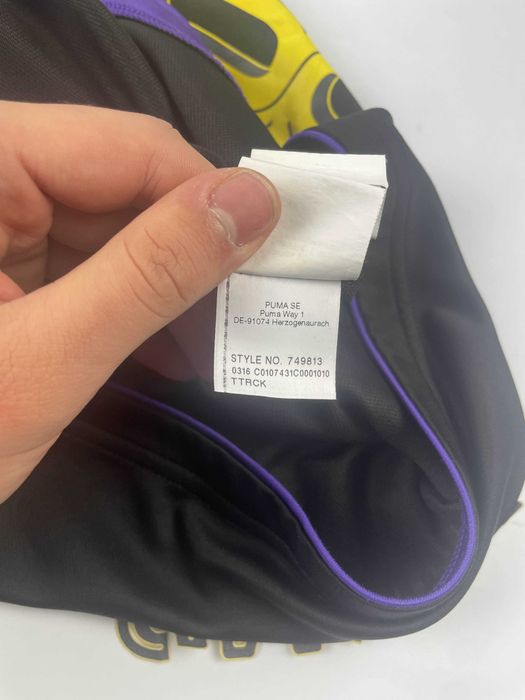 PUMA SE
Puma Way 1
DE-91074 Herzogenaurach
STYLE NO. 749813
0316 C0107431C0001010
TTRCK